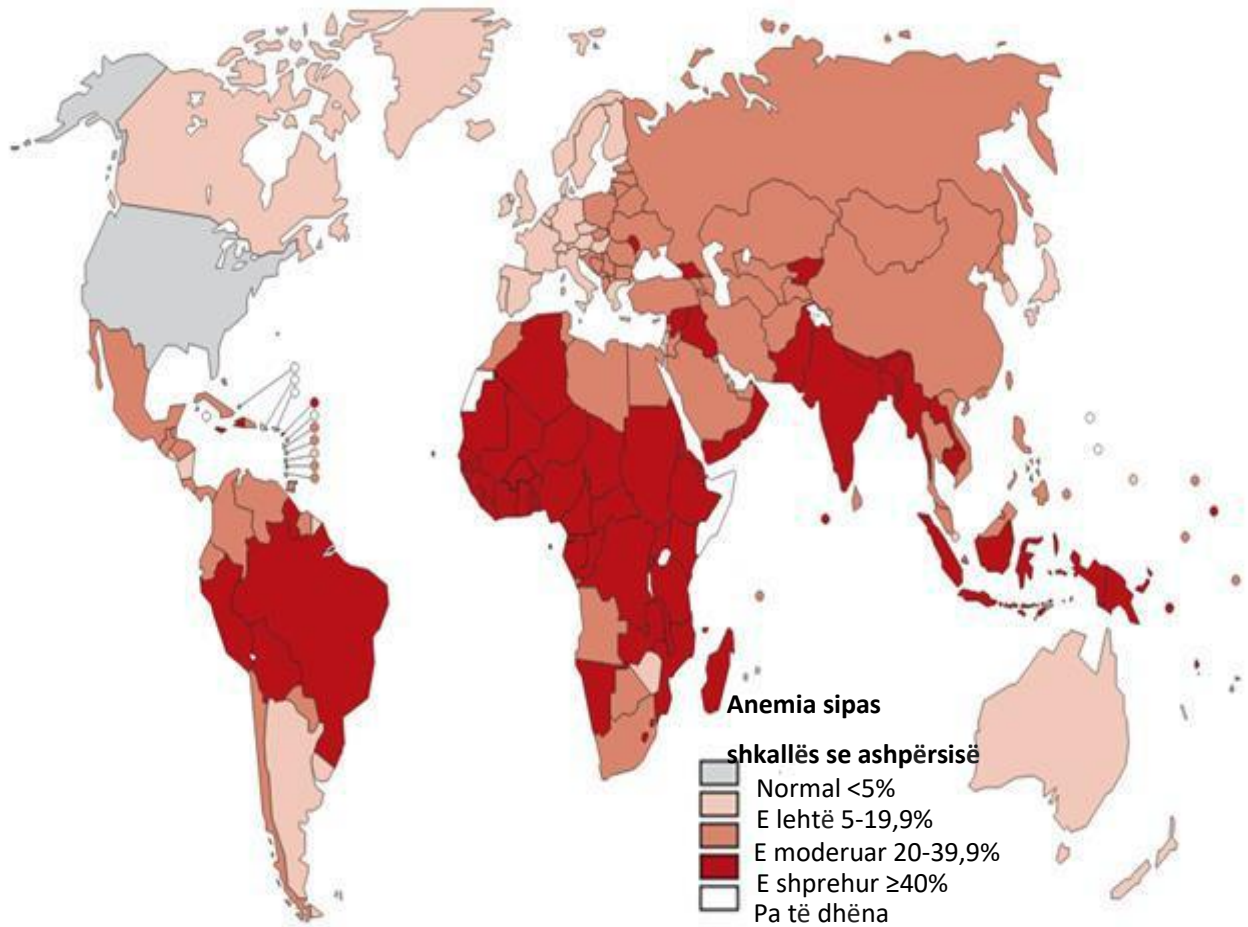 Anemia sipas
shkallës se ashpërsisë
Normal <5%
E lehtë 5-19,9%
E moderuar 20-39,9%
E shprehur ≥40%
Pa të dhëna